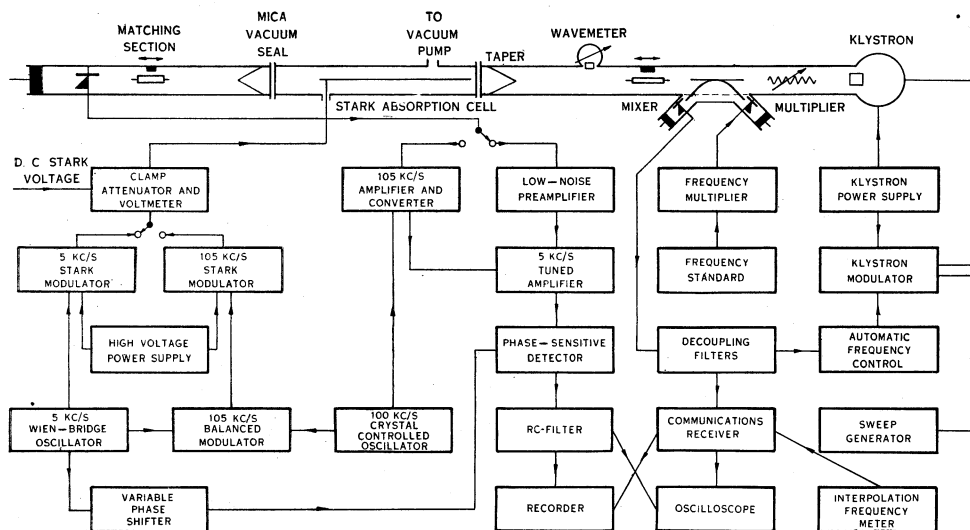 MATCHING
SECTION
MICA
VACUUM
SEAL
TO
VACUUM
PUMP
TAPER
WAVEMETER
KLYSTRON
STARK ABSORPTION CELL
MIXER
MULTIPLIER
D. C STARK
VOLTAGE
CLAMP
ATTENUATOR AND
VOLTMETER
105 KC/S
AMPLIFIER AND
CONVERTER
LOW—NOISE
PREAMPLIFIER
FREQUENCY
MULTIPLIER
KLYSTRON
POWER SUPPLY
5 KC/S
STARK
MODULATOR
105 KC/S
STARK
MODULATOR
5 KC/S
TUNED
AMPLIFIER
FREQUENCY
STANDARD
KLYSTRON
MODULATOR
HIGH VOLTAGE
POWER SUPPLY
PHASE—SENSITIVE
DETECTOR
DECOUPLING
FILTERS
AUTOMATIC
FREQUENCY
CONTROL
5 KC/S
WIEN—BRIDGE
OSCILLATOR
105 KC/S
BALANCED
MODULATOR
100 KC/S
CRYSTAL
CONTROLLED
OSCILLATOR
RC-FILTER
COMMUNICATIONS
RECEIVER
SWEEP
GENERATOR
VARIABLE
PHASE
SHIFTER
RECORDER
OSCILLOSCOPE
INTERPOLATION
FREQUENCY
METER